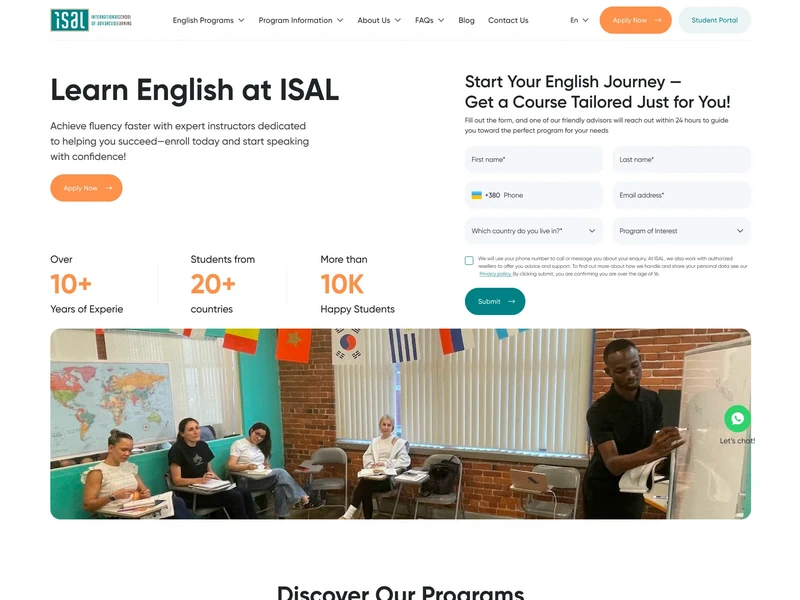 isal INTERNATIONAL SCHOOL
OF ADVANCED LEARNING
English Programs
Program Information
About Us
FAQs
Blog
Contact Us
En
Apply Now
Student Portal
Learn English at ISAL
Achieve fluency faster with expert instructors dedicated
to helping you succeed—enroll today and start speaking
with confidence!
Apply Now
Over
10+
Years of Experie
Students from
20+
countries
More than
10K
Happy Students
Start Your English Journey —
Get a Course Tailored Just for You!
Fill out the form, and one of our friendly advisors will reach out within 24 hours to guide
you toward the perfect program for your needs
First name*
Last name*
+380 Phone
Email address*
Which country do you live in?*
Program of Interest
We will use your phone number to call or message you about your enquiry. At ISAL, we also work with authorized
resellers to offer you advice and support. To find out more about how we handle and share your personal data see our
Privacy policy. By clicking submit, you are confirming you are over the age of 16.
Submit
Let's chat!
Discover Our Programs